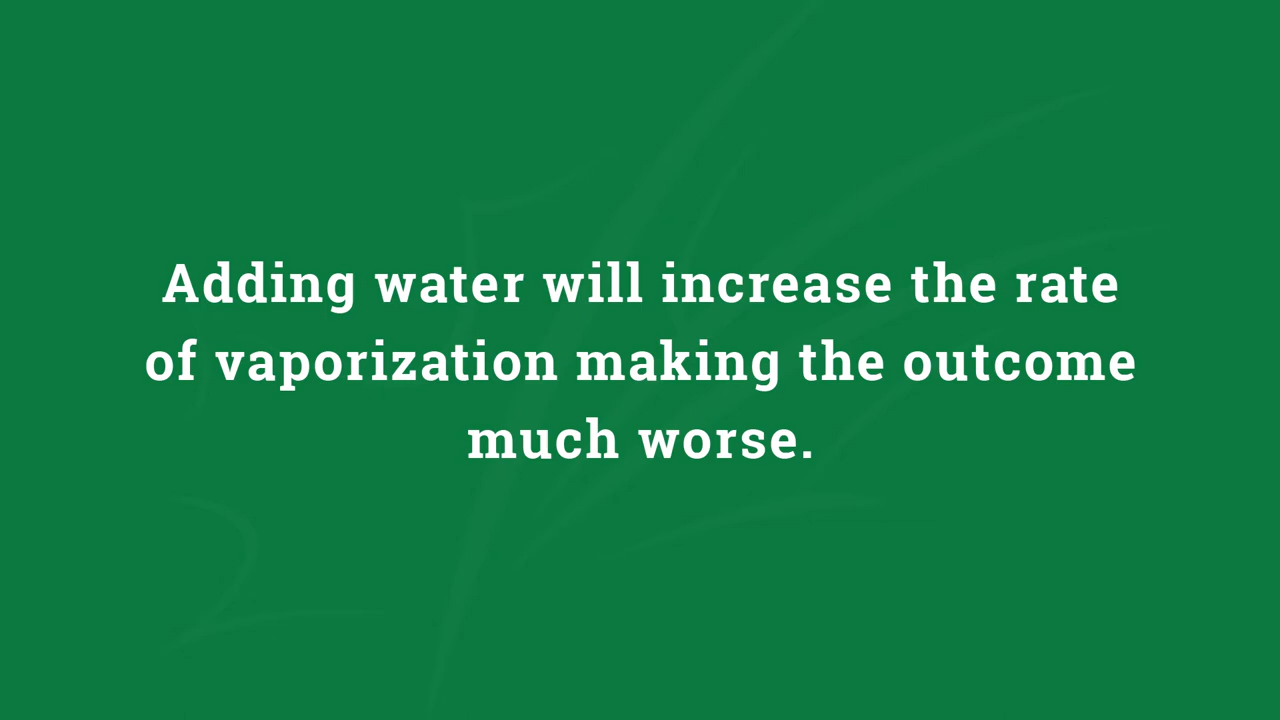 Adding water will increase the rate
of vaporization making the outcome
much worse.